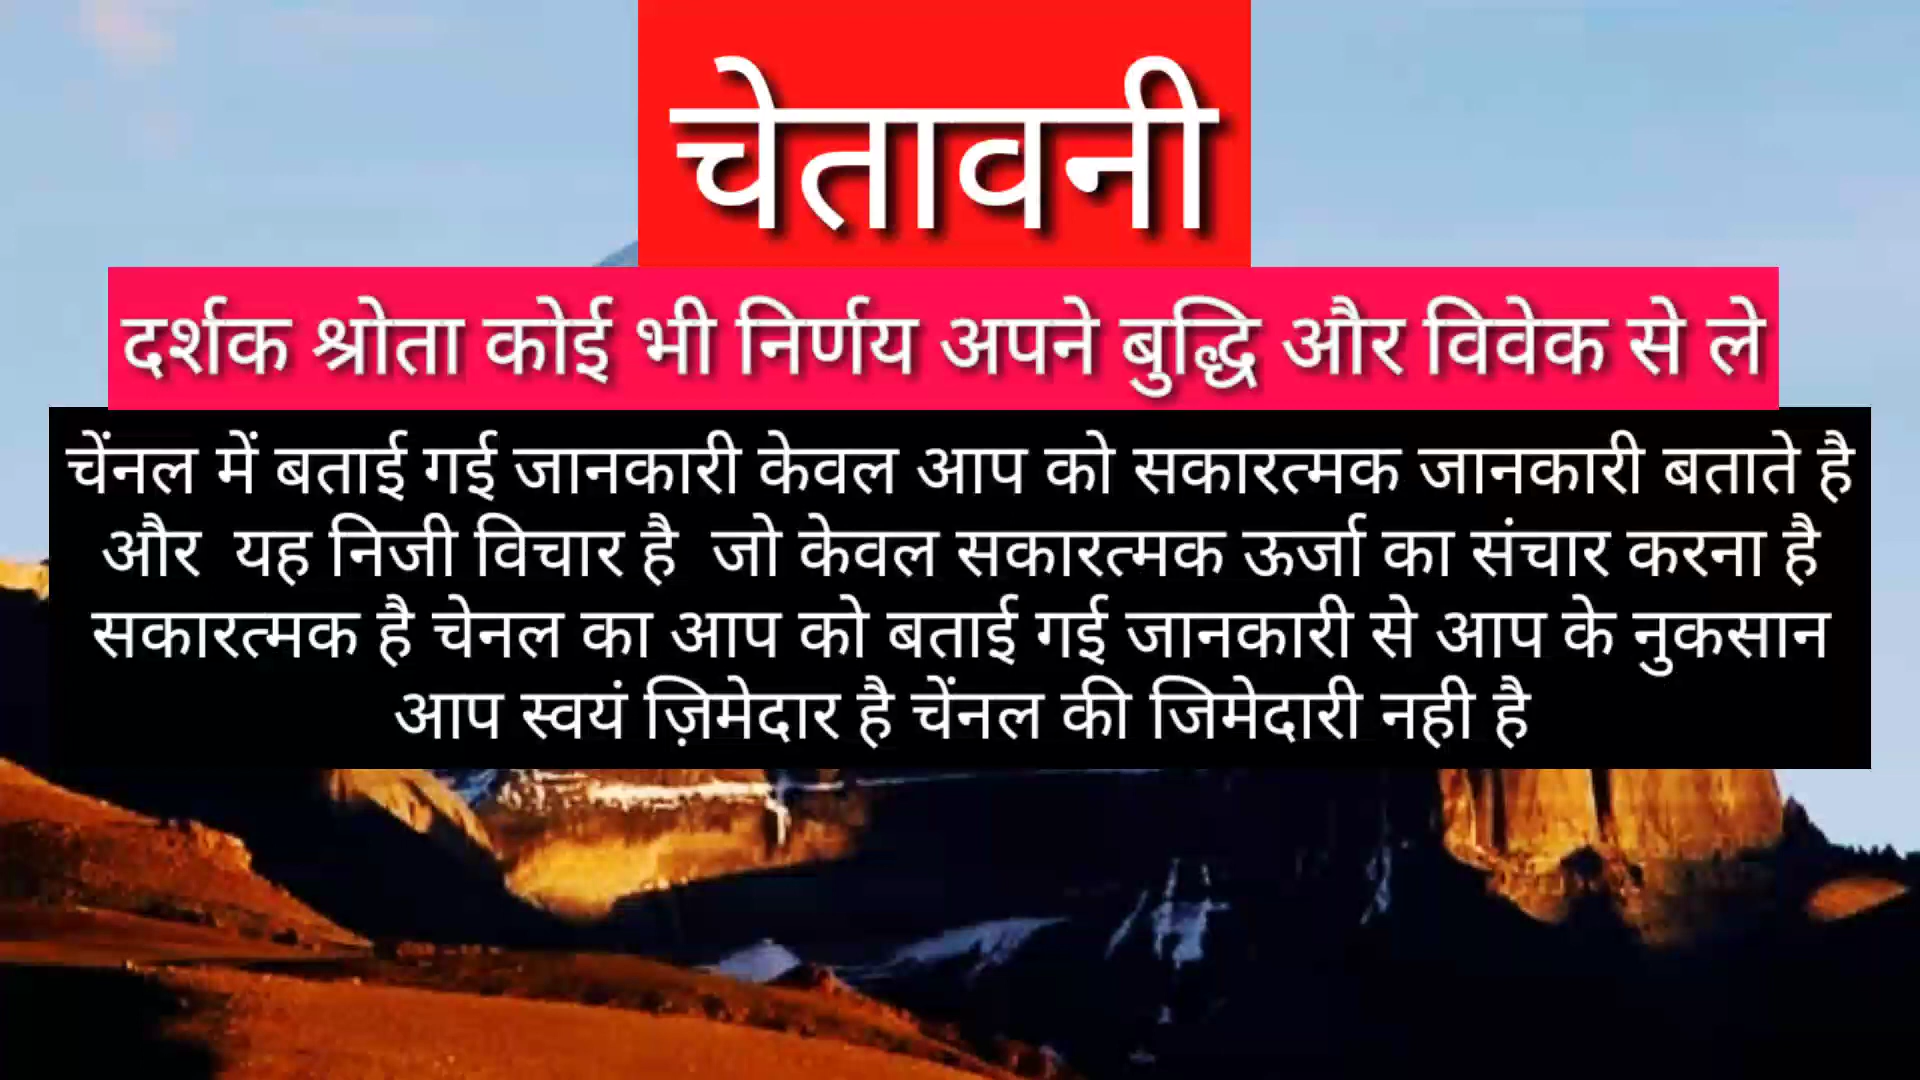 चेतावनी
दर्शक श्रोता कोई भी निर्णय अपने बुद्धि और विवेक से ले
चेंनल में बताई गई जानकारी केवल आप को सकारत्मक जानकारी बताते है
और यह निजी विचार है जो केवल सकारत्मक ऊर्जा का संचार करना है
सकारत्मक है चेनल का आप को बताई गई जानकारी से आप के नुकसान
आप स्वयं ज़िमेदार है चेंनल की जिमेदारी नही है